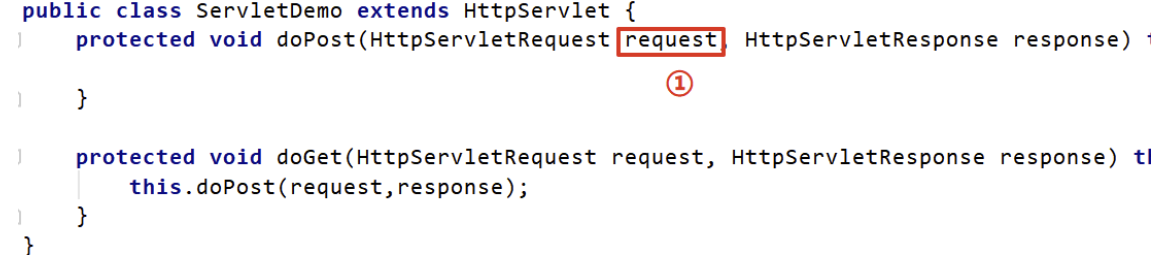 public class ServletDemo extends HttpServlet {
    protected void doPost(HttpServletRequest request, HttpServletResponse response) t
①
    }
    protected void doGet(HttpServletRequest request, HttpServletResponse response) th
        this.doPost(request,response);
    }
}